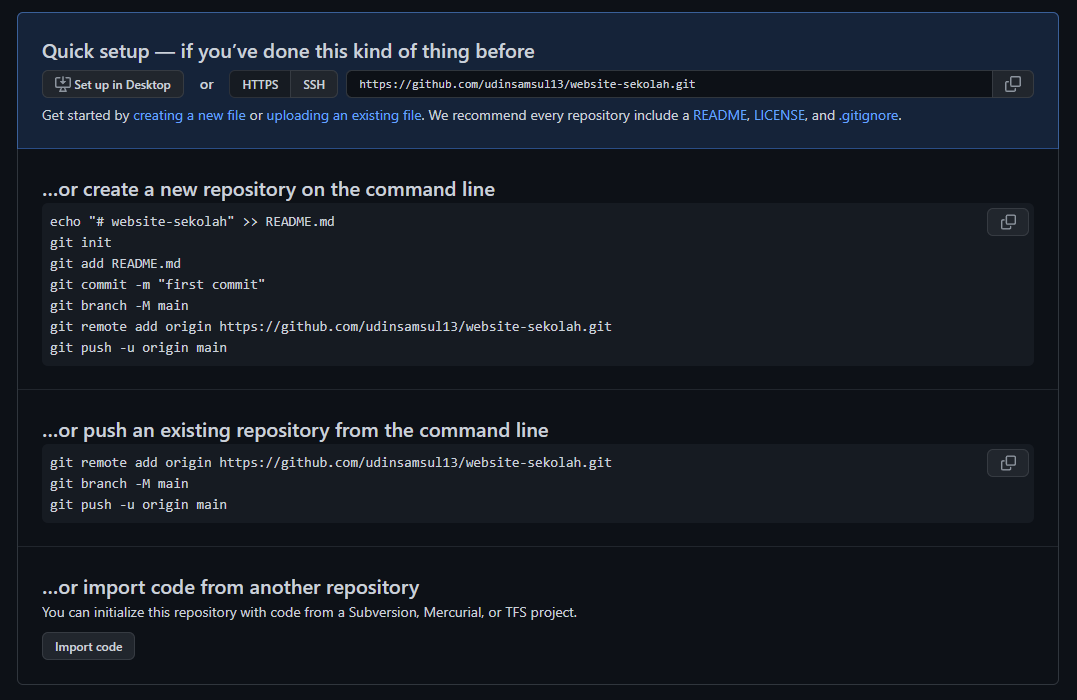 Quick setup — if you’ve done this kind of thing before
Set up in Desktop or HTTPS SSH https://github.com/udinsamsul13/website-sekolah.git
Get started by creating a new file or uploading an existing file. We recommend every repository include a README, LICENSE, and .gitignore.
…or create a new repository on the command line
echo "# website-sekolah" >> README.md
git init
git add README.md
git commit -m "first commit"
git branch -M main
git remote add origin https://github.com/udinsamsul13/website-sekolah.git
git push -u origin main
…or push an existing repository from the command line
git remote add origin https://github.com/udinsamsul13/website-sekolah.git
git branch -M main
git push -u origin main
…or import code from another repository
You can initialize this repository with code from a Subversion, Mercurial, or TFS project.
Import code